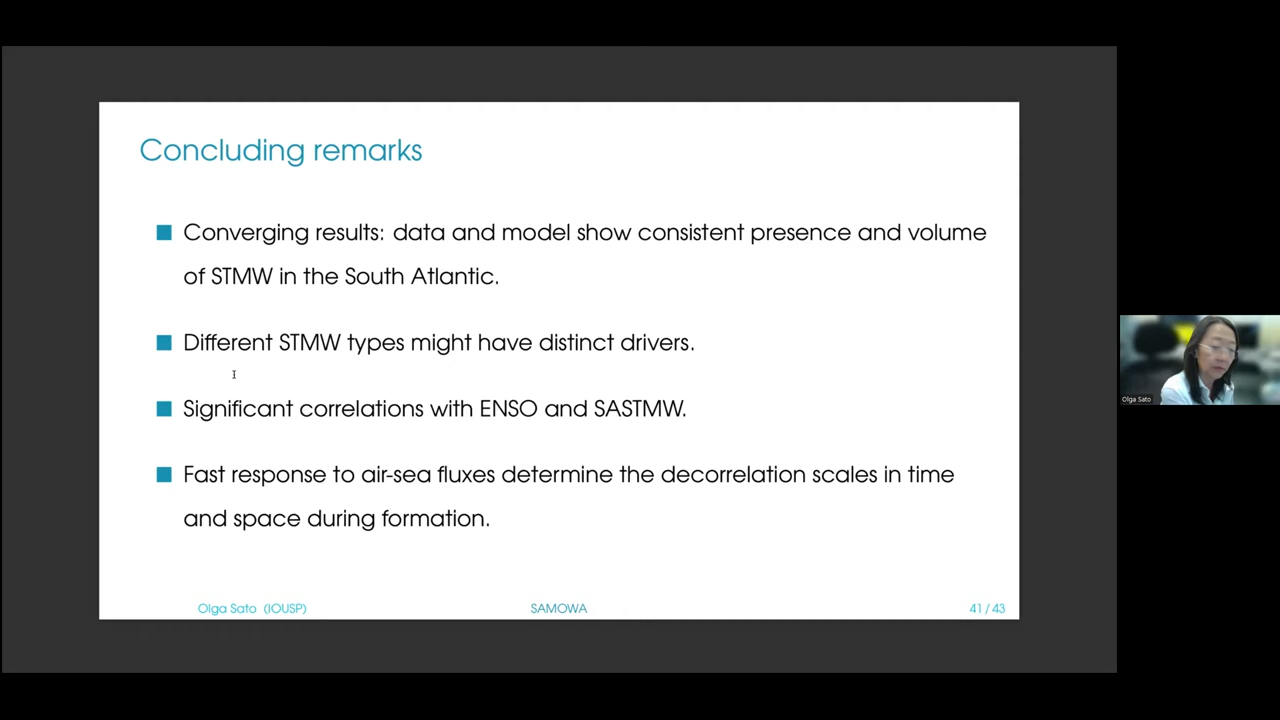 Concluding remarks
Converging results: data and model show consistent presence and volume
of STMW in the South Atlantic.
Different STMW types might have distinct drivers.
Significant correlations with ENSO and SASTMW.
Fast response to air-sea fluxes determine the decorrelation scales in time
and space during formation.
Olga Sato (IOUSP)
SAMOWA
41 / 43
Olga Sato